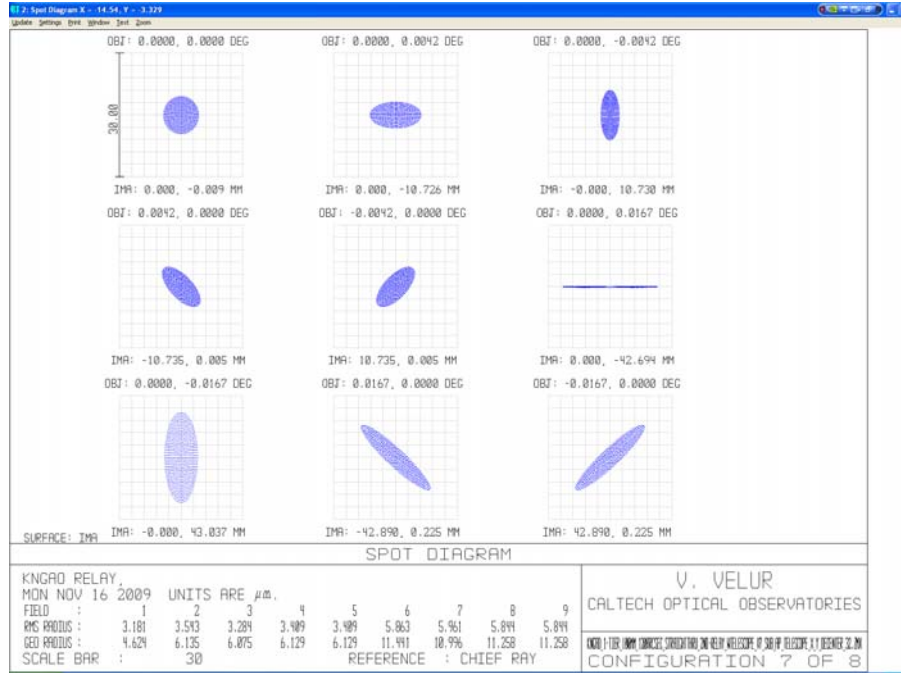 2: Spot Diagram X = -14.54, Y = -3.329
Update Settings Print Window Text Zoom
OBJ: 0.0000, 0.0000 DEG
OBJ: 0.0000, 0.0042 DEG
OBJ: 0.0000, -0.0042 DEG
30.00
IMA: 0.000, -0.009 MM
IMA: 0.000, -10.726 MM
IMA: -0.000, 10.730 MM
OBJ: 0.0042, 0.0000 DEG
OBJ: -0.0042, 0.0000 DEG
OBJ: 0.0000, 0.0167 DEG
IMA: -10.735, 0.005 MM
IMA: 10.735, 0.005 MM
IMA: 0.000, -42.694 MM
OBJ: 0.0000, -0.0167 DEG
OBJ: 0.0167, 0.0000 DEG
OBJ: -0.0167, 0.0000 DEG
IMA: -0.000, 43.037 MM
IMA: -42.890, 0.225 MM
IMA: 42.890, 0.225 MM
SURFACE: IMA
SPOT DIAGRAM
KNGAO RELAY,
MON NOV 16 2009 UNITS ARE µm.
FIELD : 1 2 3 4 5 6 7 8 9
RMS RADIUS : 3.181 3.543 3.284 3.409 3.409 5.863 5.961 5.844 5.844
GEO RADIUS : 4.624 6.135 6.075 6.129 6.129 11.441 10.996 11.258 11.258
SCALE BAR : 30 REFERENCE : CHIEF RAY
V. VELUR
CALTECH OPTICAL OBSERVATORIES
CONFIGURATION 7 OF 8